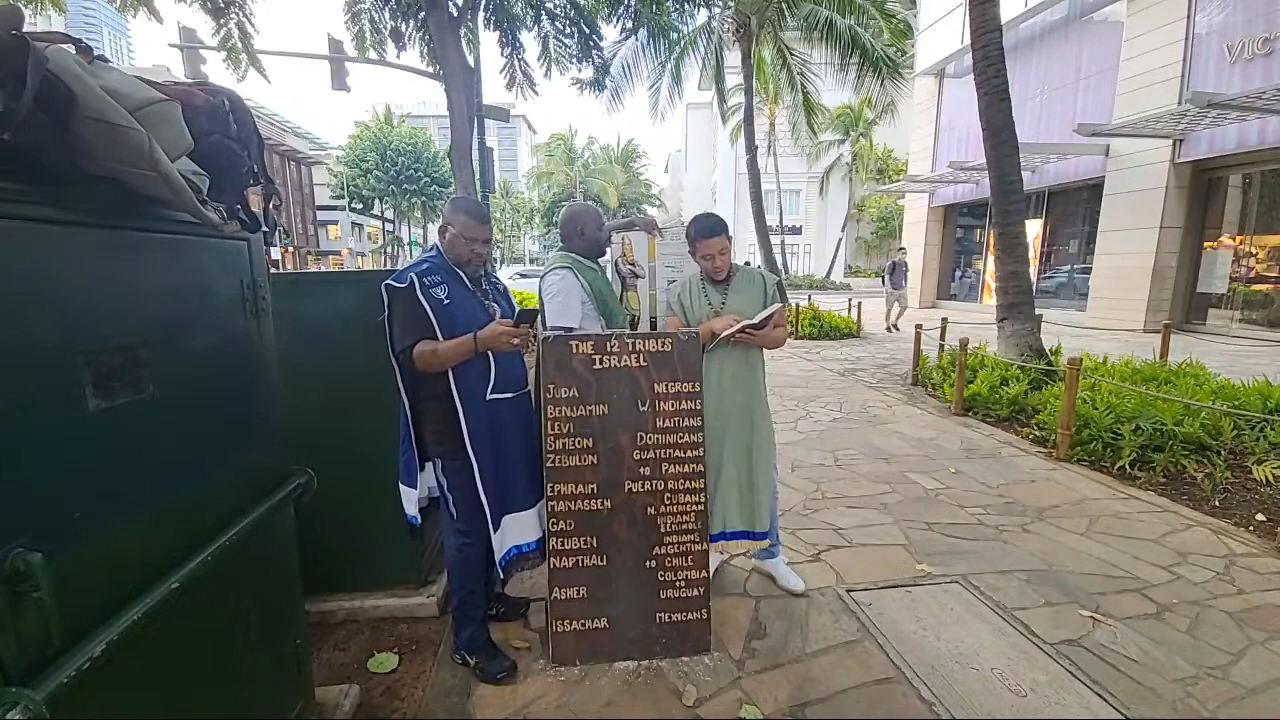 VICT
THE 12 TRIBES
ISRAEL
JUDA NEGROES
BENJAMIN W. INDIANS
LEVI HAITIANS
SIMEON DOMINICANS
ZEBULON GUATEMALANS
to PANAMA
EPHRAIM PUERTO RICANS
MANASSEH CUBANS
GAD N. AMERICAN
INDIANS
REUBEN SEMINOLE
INDIANS
NAPTHALI ARGENTINA
to CHILE
ASHER COLOMBIA
to
URUGUAY
ISSACHAR MEXICANS